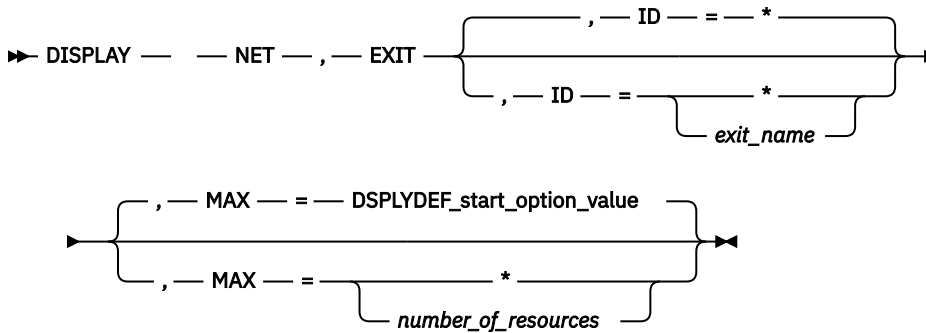 , ID = *
DISPLAY NET , EXIT
, ID = *
exit_name
, MAX = DSPLYDEF_start_option_value
, MAX = *
number_of_resources